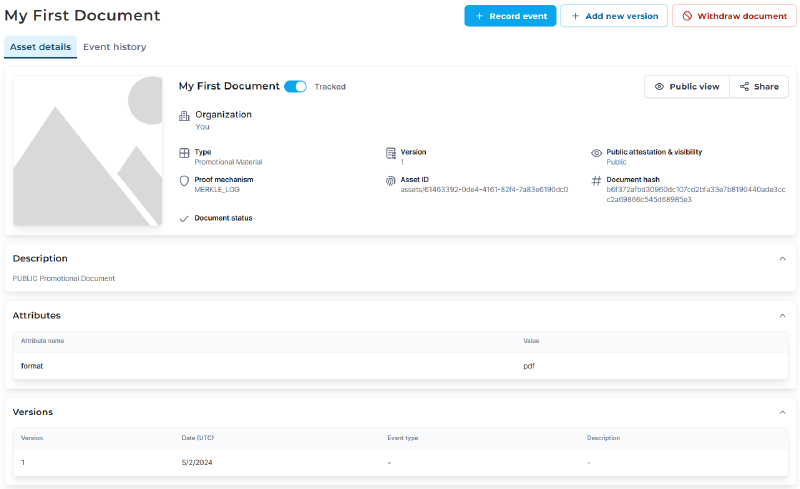 My First Document
+ Record event
+ Add new version
Withdraw document
Asset details
Event history
My First Document
Tracked
Public view
Share
Organization
You
Type
Promotional Material
Version
1
Public attestation & visibility
Public
Proof mechanism
MERKLE_LOG
Asset ID
assets/61463392-0de4-4161-82f4-7a83e6190dc0
Document hash
b6f372afbd30960dc107cd2bfa33e7b8190440ade3cc
c2a69866c545d68985e3
Document status
Description
PUBLIC Promotional Document
Attributes
Attribute name Value
format pdf
Versions
Version Date (UTC) Event type Description
1 5/2/2024 - -